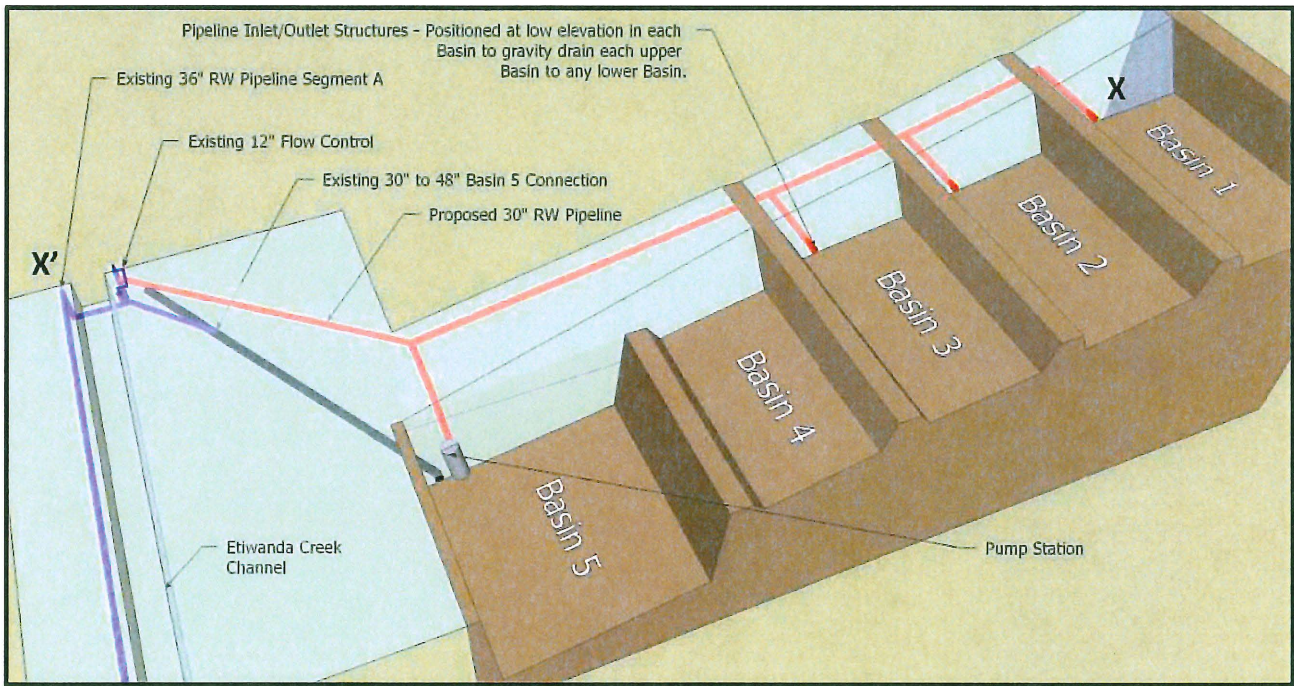 Pipeline Inlet/Outlet Structures - Positioned at low elevation in each
Basin to gravity drain each upper
Basin to any lower Basin.
Existing 36" RW Pipeline Segment A
X
Existing 12" Flow Control
Basin 1
Existing 30" to 48" Basin 5 Connection
Proposed 30" RW Pipeline
Basin 2
X'
Basin 3
Basin 4
Basin 5
Etiwanda Creek
Channel
Pump Station